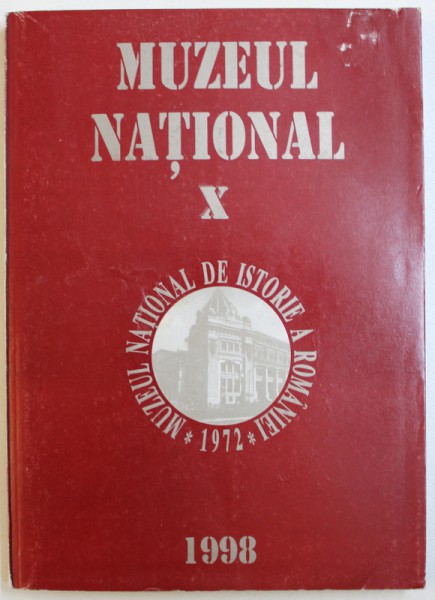 MUZEUL
NAȚIONAL
X
MUZEUL NAȚIONAL DE ISTORIE A ROMÂNIEI
* 1972 *
1998